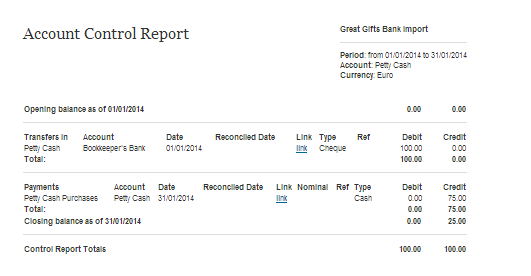 Account Control Report
Great Gifts Bank Import
Period: from 01/01/2014 to 31/01/2014
Account: Petty Cash
Currency: Euro
Opening balance as of 01/01/2014 0.00 0.00
Transfers In Account Date Reconciled Date Link Type Ref Debit Credit
Petty Cash Bookkeeper's Bank 01/01/2014 link Cheque 100.00 0.00
Total: 100.00 0.00
Payments Account Date Reconciled Date Link Nominal Ref Type Debit Credit
Petty Cash Purchases Petty Cash 31/01/2014 link Cash 0.00 75.00
Total: 0.00 75.00
Closing balance as of 31/01/2014 0.00 25.00
Control Report Totals 100.00 100.00